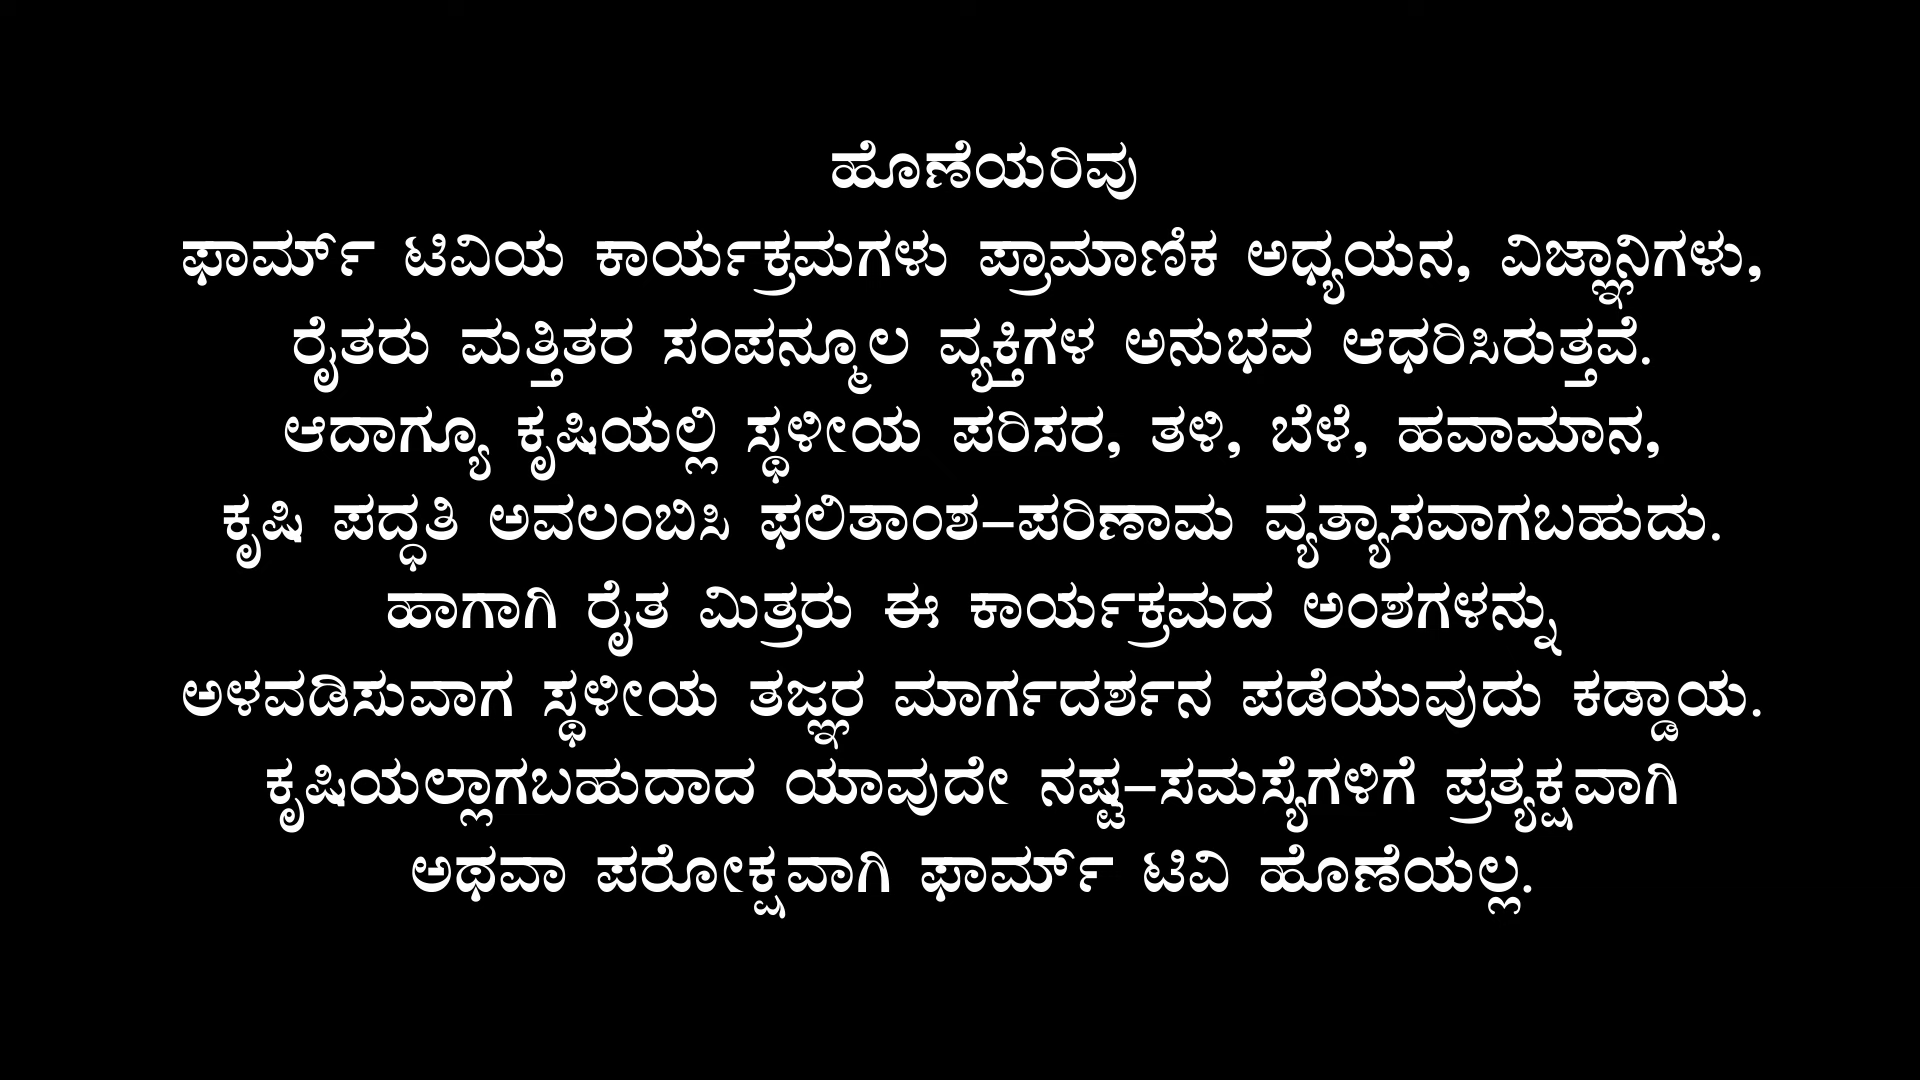 ಹೊಣೆಯರಿವು
ಫಾರ್ಮ್ ಟಿವಿಯ ಕಾರ್ಯಕ್ರಮಗಳು ಪ್ರಾಮಾಣಿಕ ಅಧ್ಯಯನ, ವಿಜ್ಞಾನಿಗಳು,
ರೈತರು ಮತ್ತಿತರ ಸಂಪನ್ಮೂಲ ವ್ಯಕ್ತಿಗಳ ಅನುಭವ ಆಧರಿಸಿರುತ್ತವೆ.
ಆದಾಗ್ಯೂ ಕೃಷಿಯಲ್ಲಿ ಸ್ಥಳೀಯ ಪರಿಸರ, ತಳಿ, ಬೆಳೆ, ಹವಾಮಾನ,
ಕೃಷಿ ಪದ್ಧತಿ ಅವಲಂಬಿಸಿ ಫಲಿತಾಂಶ–ಪರಿಣಾಮ ವ್ಯತ್ಯಾಸವಾಗಬಹುದು.
ಹಾಗಾಗಿ ರೈತ ಮಿತ್ರರು ಈ ಕಾರ್ಯಕ್ರಮದ ಅಂಶಗಳನ್ನು
ಅಳವಡಿಸುವಾಗ ಸ್ಥಳೀಯ ತಜ್ಞರ ಮಾರ್ಗದರ್ಶನ ಪಡೆಯುವುದು ಕಡ್ಡಾಯ.
ಕೃಷಿಯಲ್ಲಾಗಬಹುದಾದ ಯಾವುದೇ ನಷ್ಟ–ಸಮಸ್ಯೆಗಳಿಗೆ ಪ್ರತ್ಯಕ್ಷವಾಗಿ
ಅಥವಾ ಪರೋಕ್ಷವಾಗಿ ಫಾರ್ಮ್ ಟಿವಿ ಹೊಣೆಯಲ್ಲ.